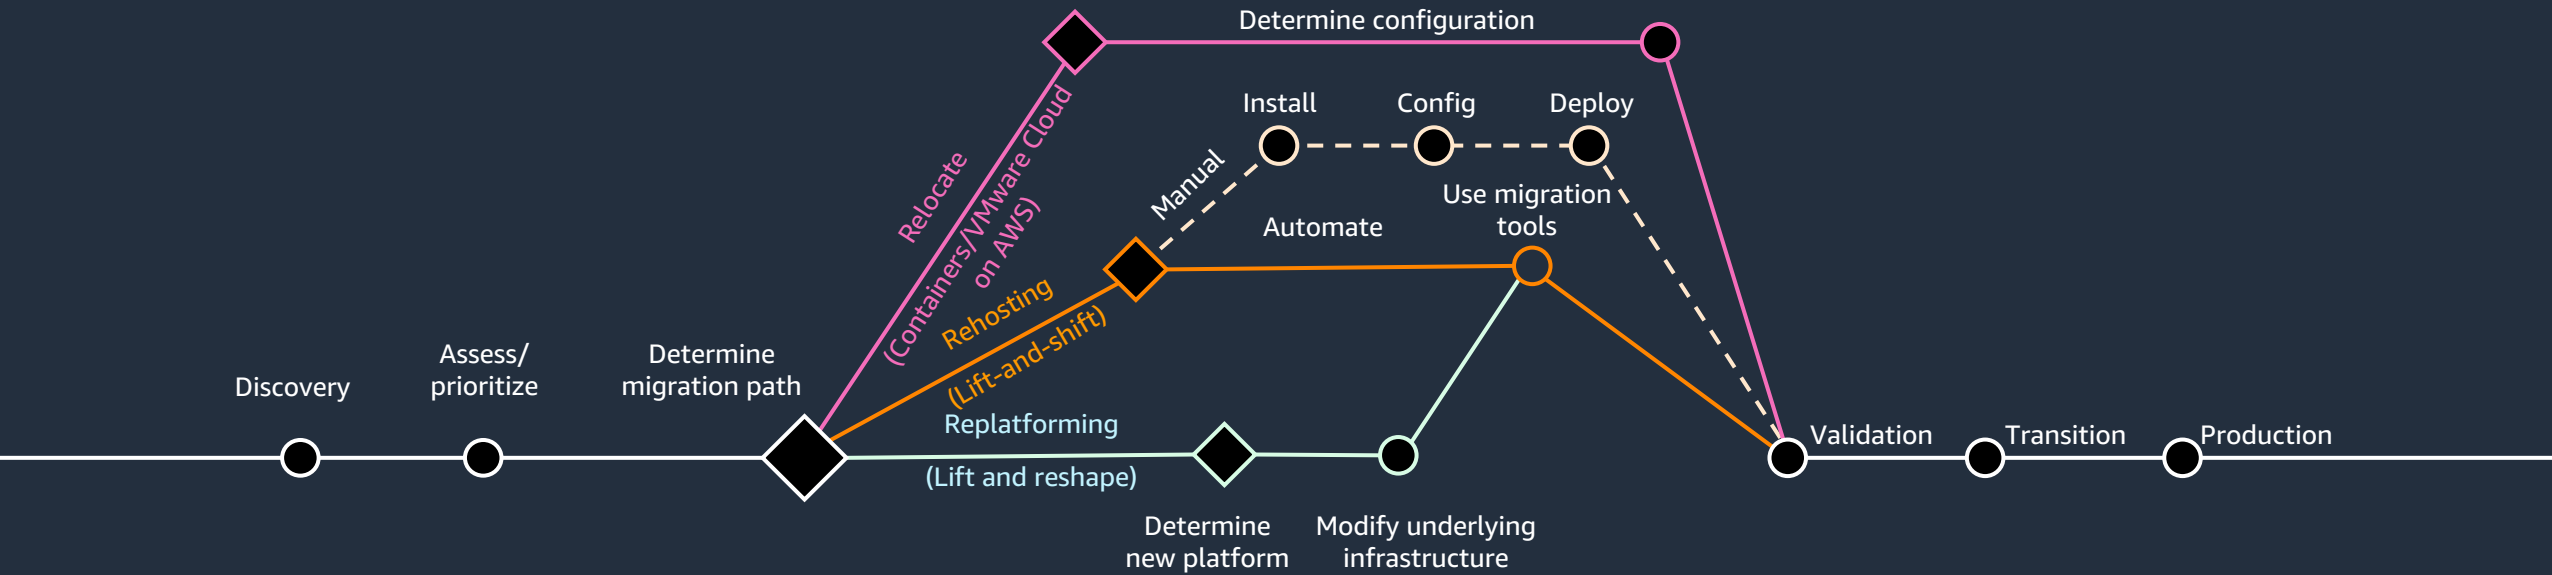 Determine configuration
Install
Config
Deploy
Relocate
(Containers/VMware Cloud
on AWS)
Manual
Use migration
tools
Automate
Rehosting
(Lift-and-shift)
Discovery
Assess/
prioritize
Determine
migration path
Replatforming
(Lift and reshape)
Validation
Transition
Production
Determine
new platform
Modify underlying
infrastructure